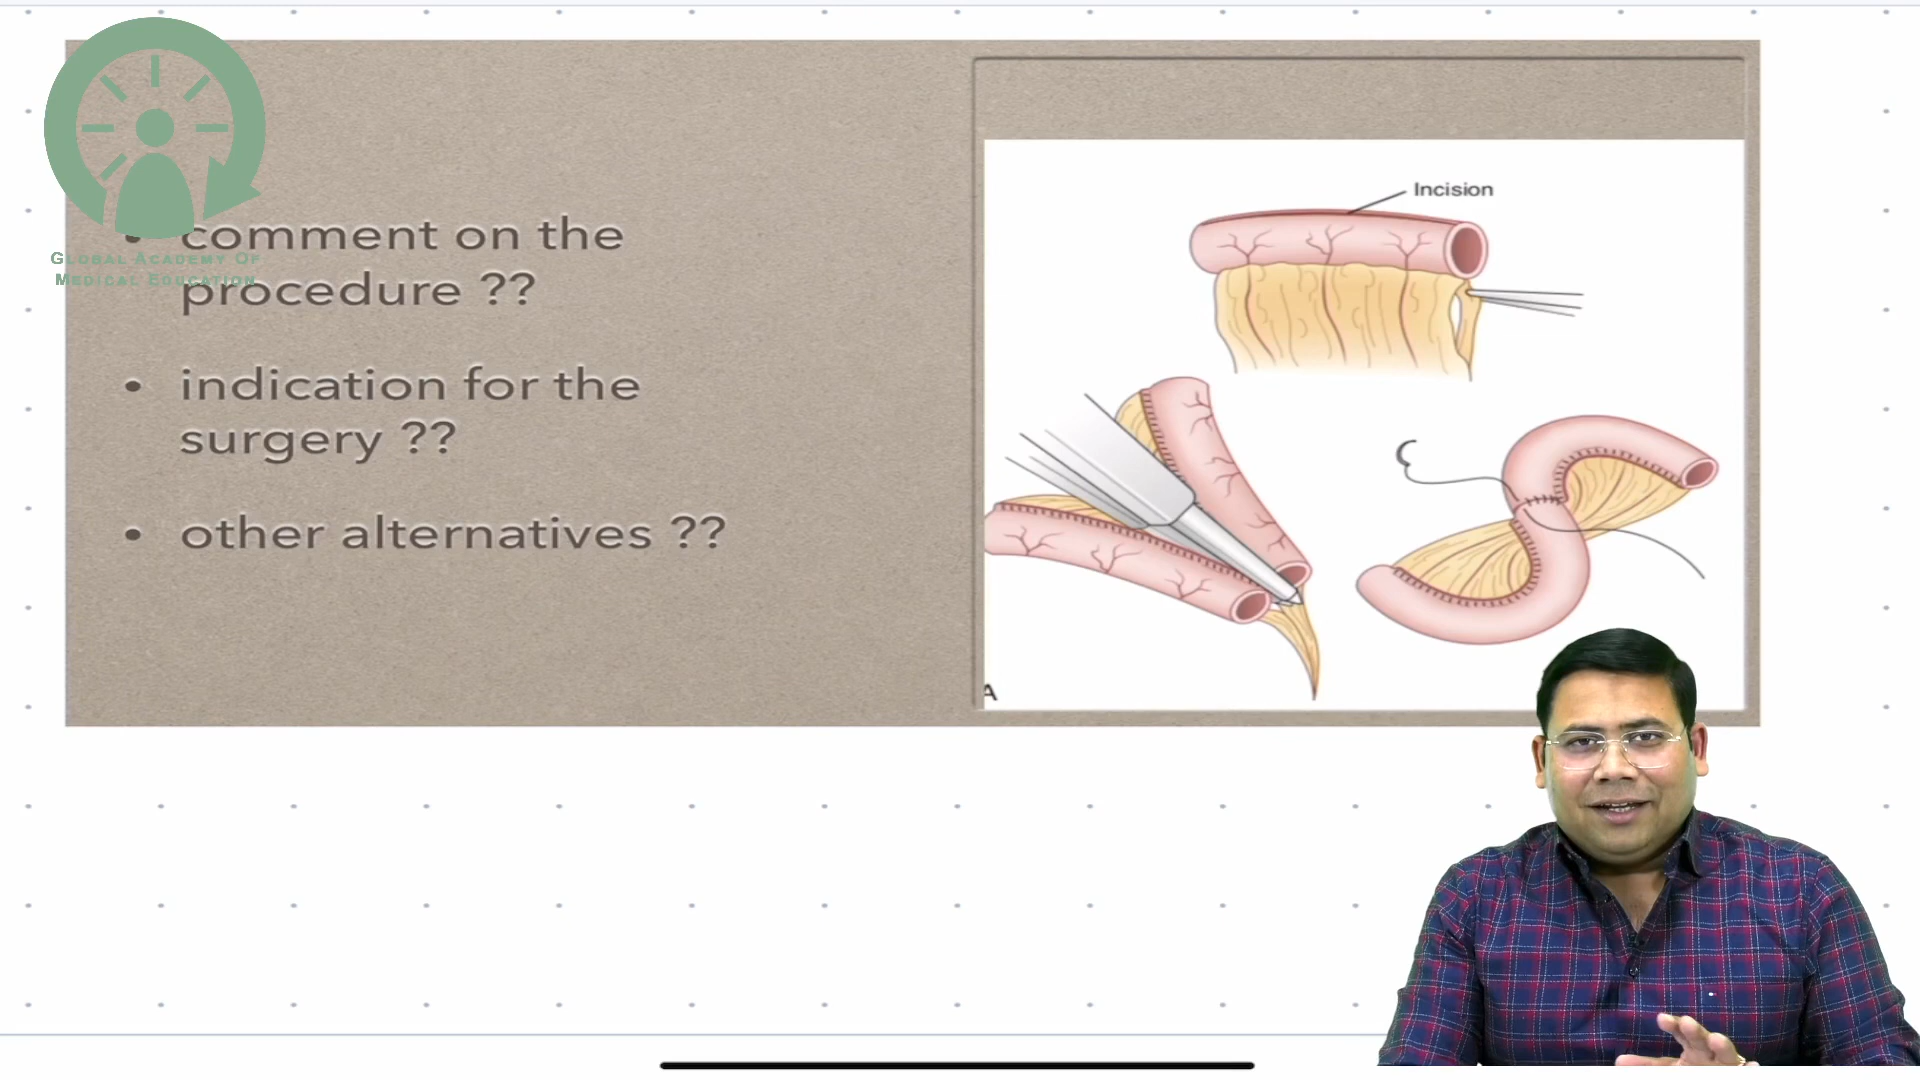 • comment on the
procedure ??
• indication for the
surgery ??
• other alternatives ??
Incision
A
GLOBAL ACADEMY OF
MEDICAL EDUCATION